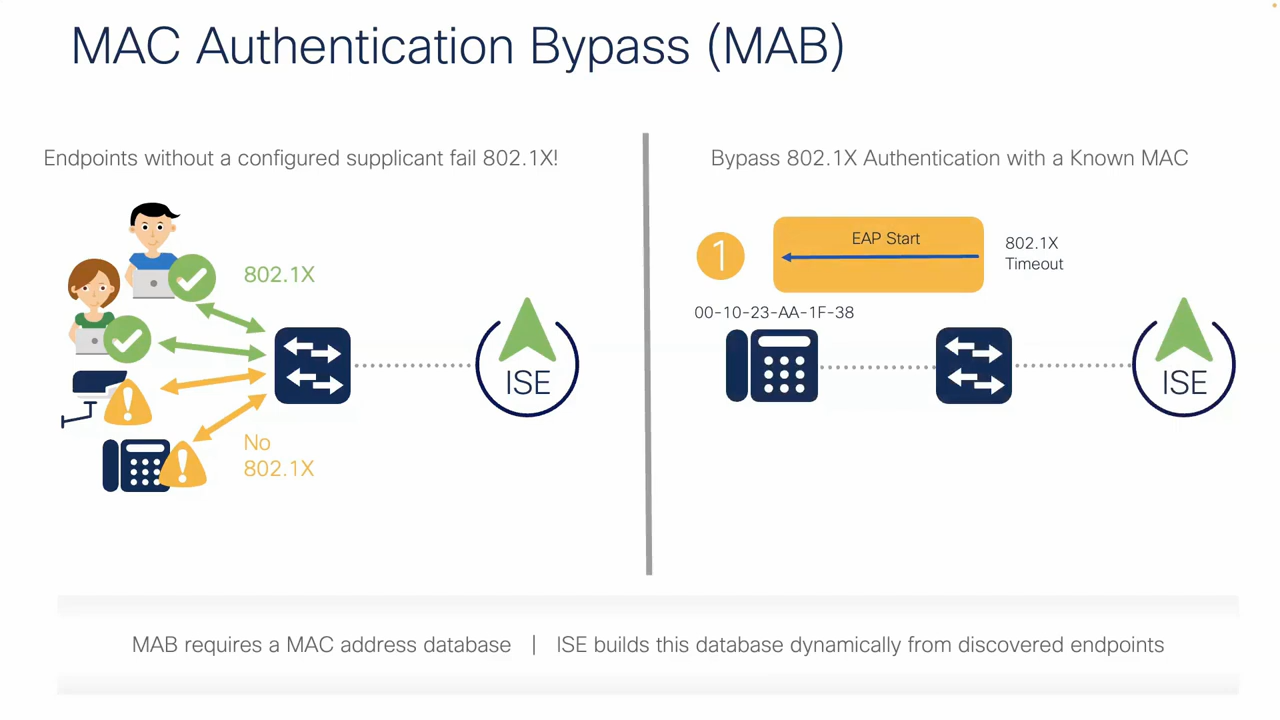 MAC Authentication Bypass (MAB)
Endpoints without a configured supplicant fail 802.1X!
802.1X
No
802.1X
ISE
Bypass 802.1X Authentication with a Known MAC
1
EAP Start
802.1X
Timeout
00-10-23-AA-1F-38
ISE
MAB requires a MAC address database | ISE builds this database dynamically from discovered endpoints